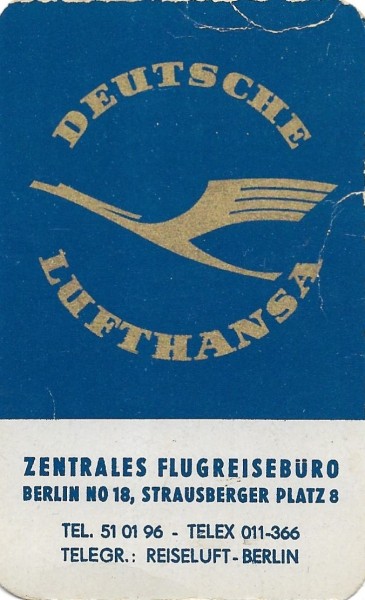 DEUTSCHE
LUFTHANSA
ZENTRALES FLUGREISEBÜRO
BERLIN NO 18, STRAUSBERGER PLATZ 8
TEL. 51 01 96 - TELEX 011-366
TELEGR.: REISELUFT-BERLIN